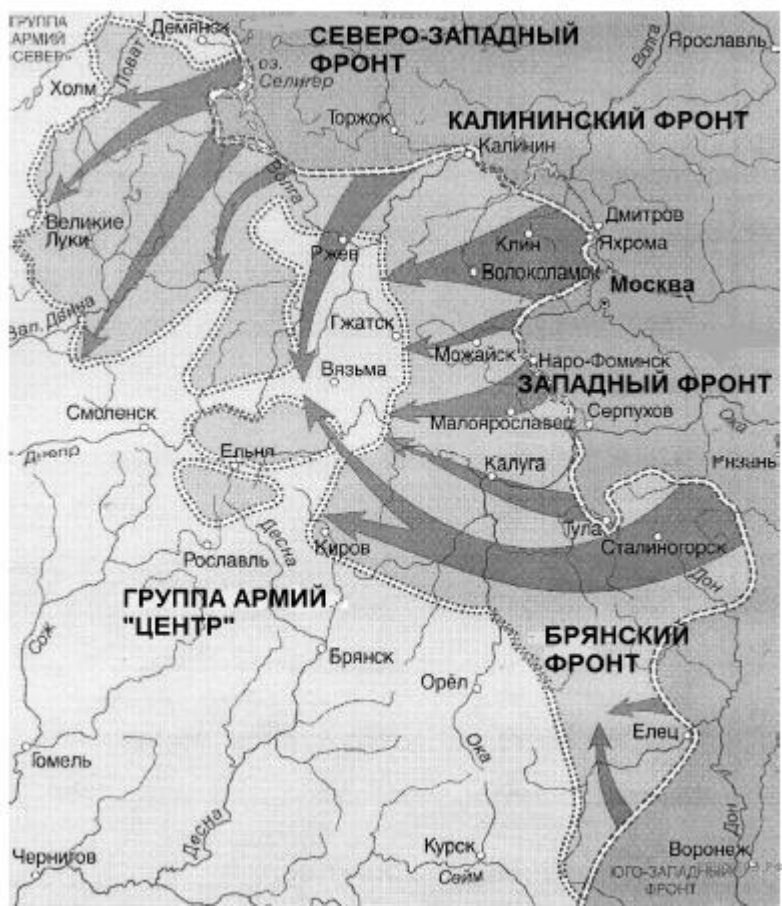 ГРУППА
АРМИЙ
«СЕВЕР»
Демянск
СЕВЕРО-ЗАПАДНЫЙ
ФРОНТ
Волга
Ярославль
Ловат
оз.
Селигер
Холм
Торжок
КАЛИНИНСКИЙ ФРОНТ
Калинин
Волга
Великие
Луки
Дмитров
Клин
Яхрома
Ржев
Волоколамск
Москва
Зап. Двина
Гжатск
Можайск
Наро-Фоминск
Вязьма
ЗАПАДНЫЙ ФРОНТ
Смоленск
Малоярославец
Серпухов
Ока
Днепр
Ельня
Калуга
Рязань
Десна
Тула
Рославль
Киров
Сталиногорск
Дон
ГРУППА АРМИЙ
"ЦЕНТР"
БРЯНСКИЙ
ФРОНТ
Сож
Брянск
Орёл
Елец
Ока
Гомель
Десна
Дон
Курск
Воронеж
Чернигов
Сейм
ЮГО-ЗАПАДНЫЙ
ФРОНТ